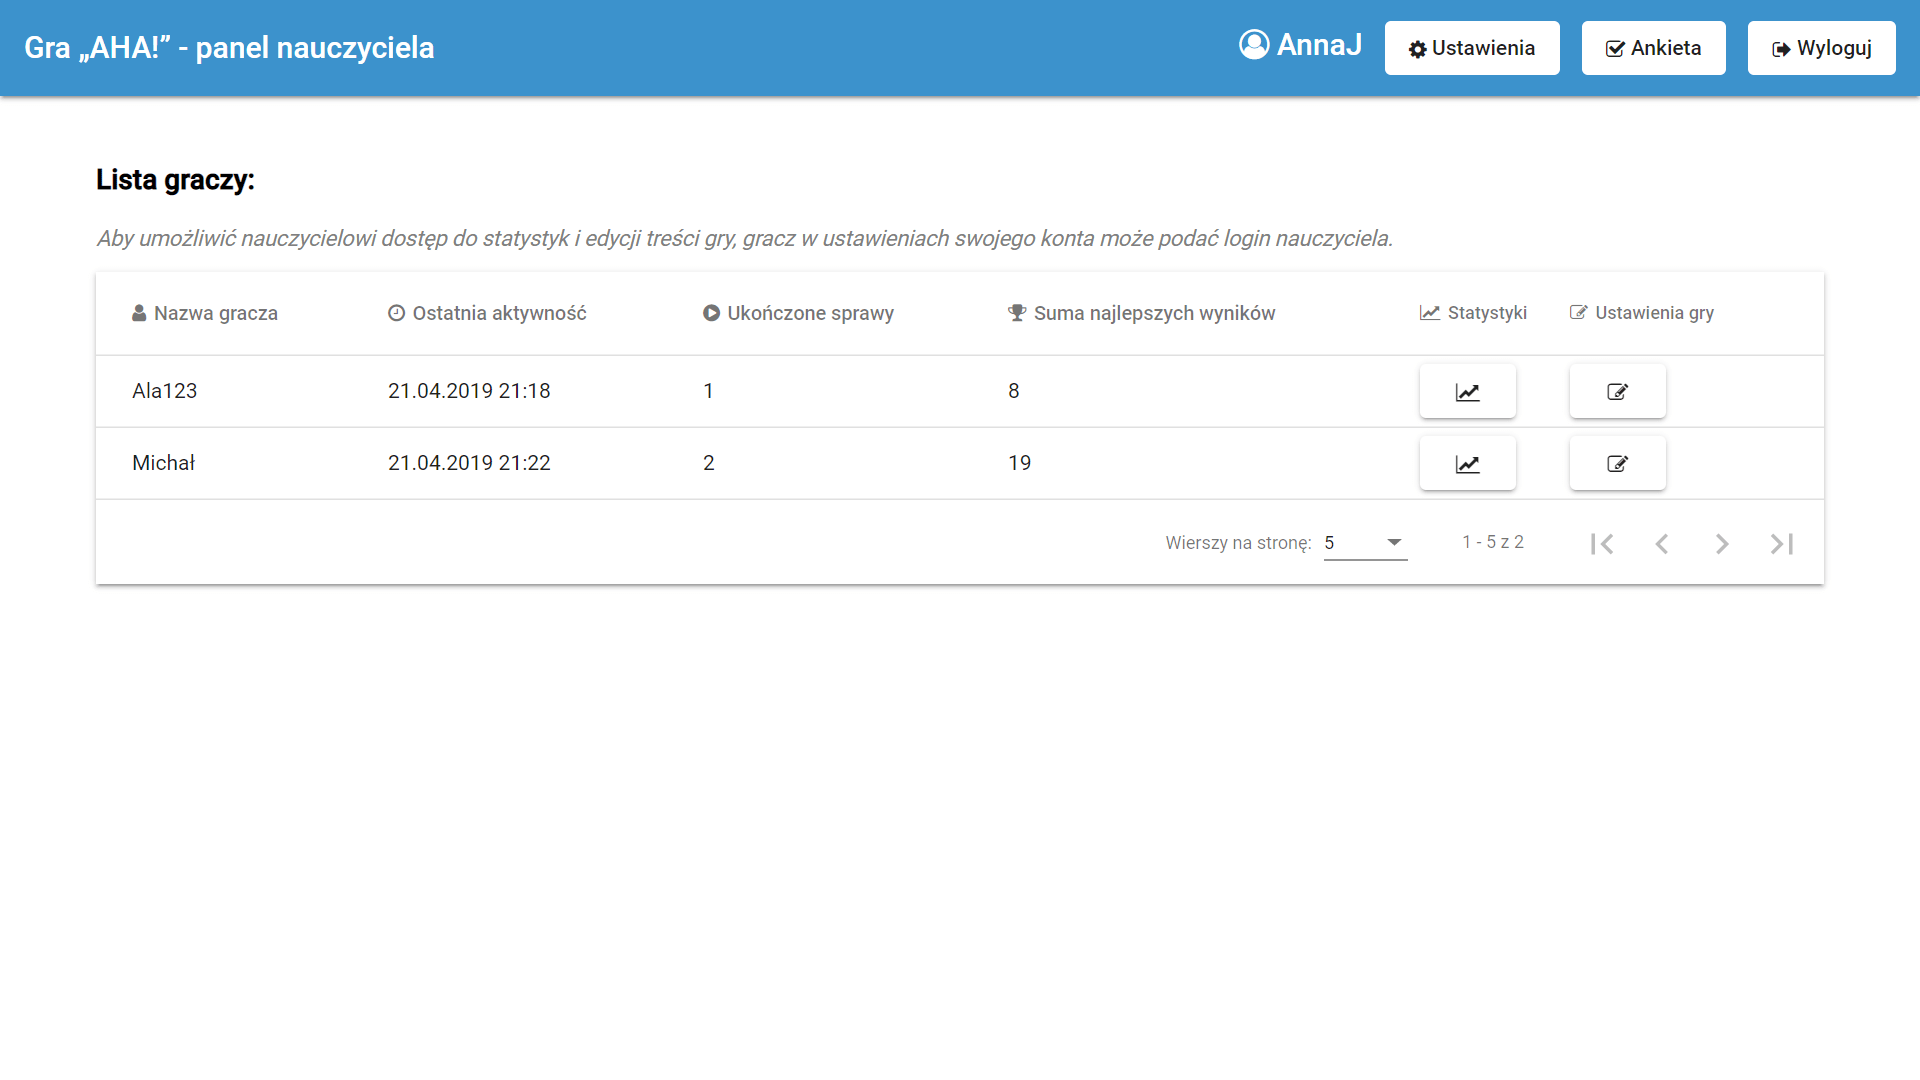 Gra „AHA!” - panel nauczyciela
AnnaJ
Ustawienia
Ankieta
Wyloguj
Lista graczy:
Aby umożliwić nauczycielowi dostęp do statystyk i edycji treści gry, gracz w ustawieniach swojego konta może podać login nauczyciela.
Nazwa gracza Ostatnia aktywność Ukończone sprawy Suma najlepszych wyników Statystyki Ustawienia gry
Ala123 21.04.2019 21:18 1 8
Michał 21.04.2019 21:22 2 19
Wierszy na stronę: 5 1 - 5 z 2